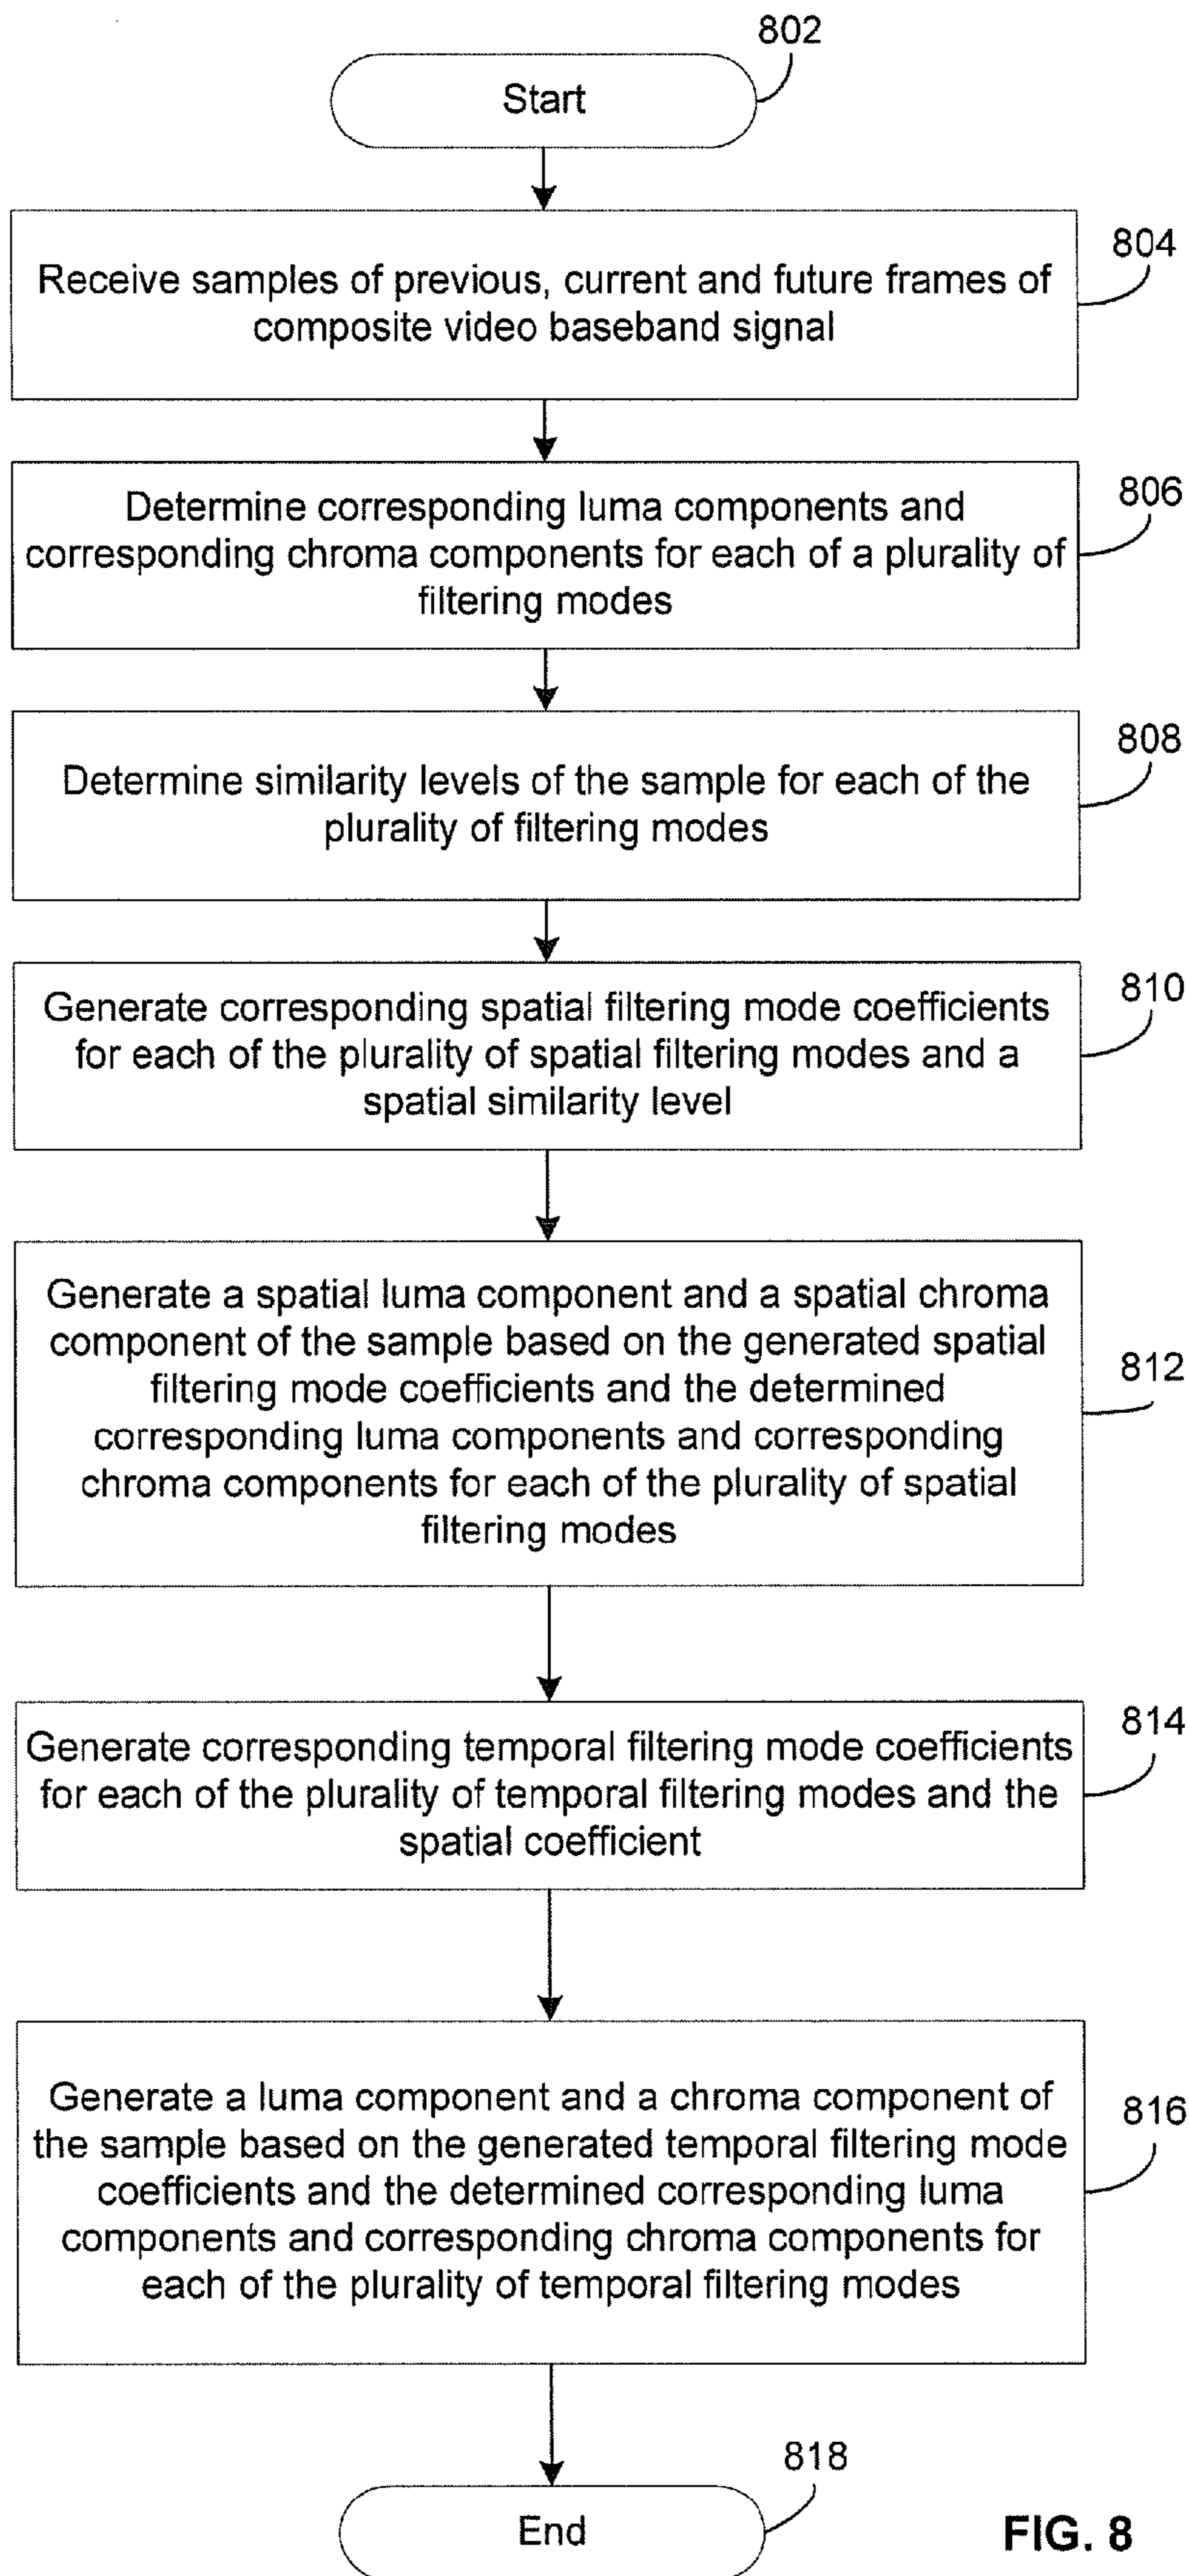 802
Start
804
Receive samples of previous, current and future frames of
composite video baseband signal
806
Determine corresponding luma components and
corresponding chroma components for each of a plurality of
filtering modes
808
Determine similarity levels of the sample for each of the
plurality of filtering modes
810
Generate corresponding spatial filtering mode coefficients
for each of the plurality of spatial filtering modes and a
spatial similarity level
812
Generate a spatial luma component and a spatial chroma
component of the sample based on the generated spatial
filtering mode coefficients and the determined
corresponding luma components and corresponding
chroma components for each of the plurality of spatial
filtering modes
814
Generate corresponding temporal filtering mode coefficients
for each of the plurality of temporal filtering modes and the
spatial coefficient
816
Generate a luma component and a chroma component of
the sample based on the generated temporal filtering mode
coefficients and the determined corresponding luma
components and corresponding chroma components for
each of the plurality of temporal filtering modes
818
End
FIG. 8